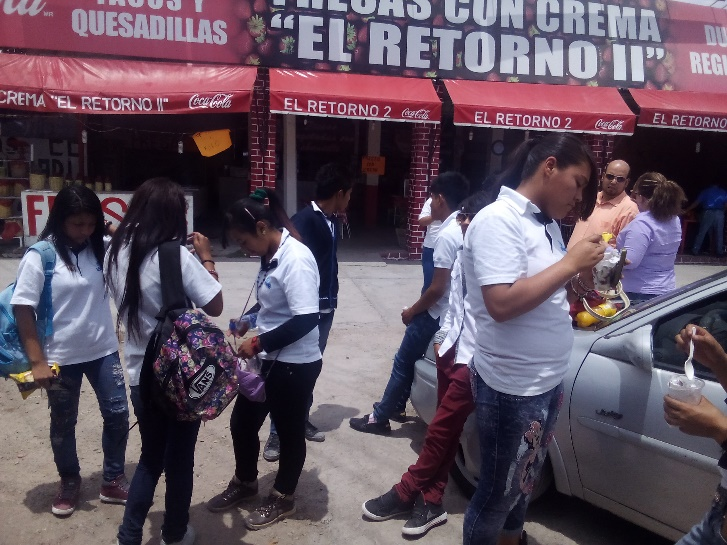 TACOS Y
QUESADILLAS
FRESAS CON CREMA
"EL RETORNO II"
CREMA "EL RETORNO II" Coca-Cola
EL RETORNO 2 Coca-Cola
EL RETORNO 2 Coca-Cola
EL RETORNO 2
VANS